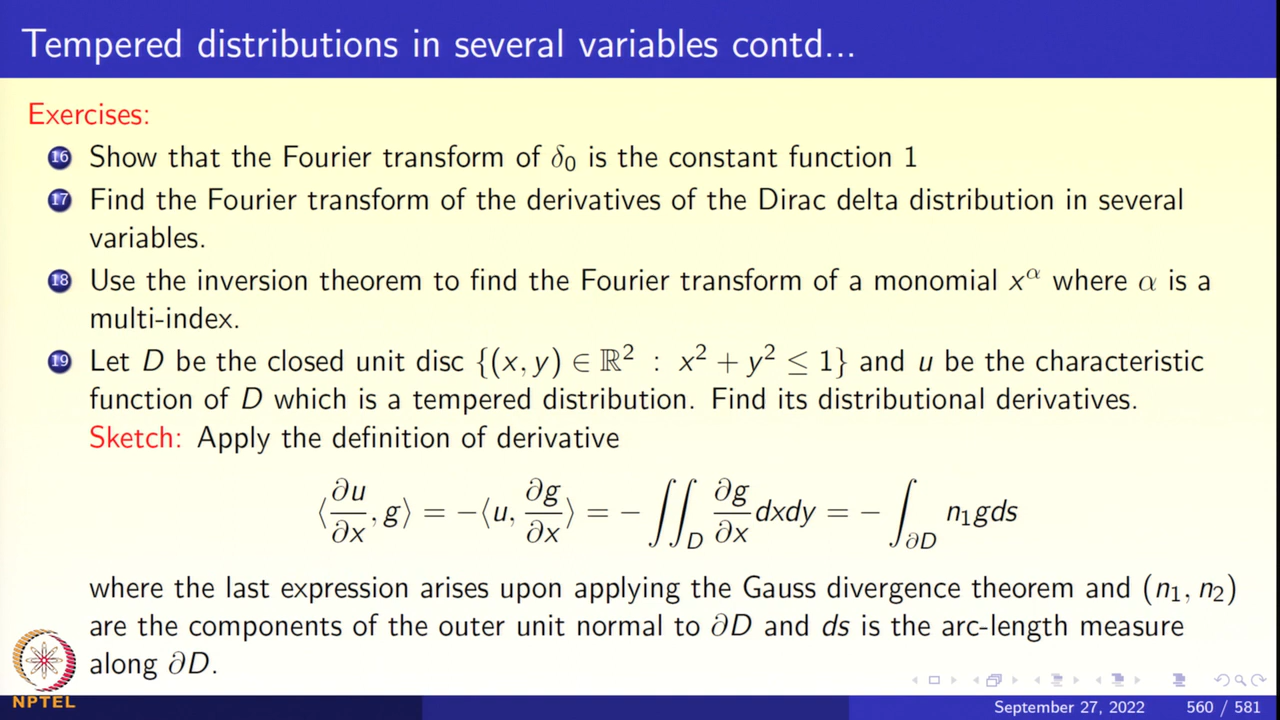 Tempered distributions in several variables contd...
Exercises:
16 Show that the Fourier transform of δ₀ is the constant function 1
17 Find the Fourier transform of the derivatives of the Dirac delta distribution in several
variables.
18 Use the inversion theorem to find the Fourier transform of a monomial x^α where α is a
multi-index.
19 Let D be the closed unit disc {(x, y) ∈ ℝ² : x² + y² ≤ 1} and u be the characteristic
function of D which is a tempered distribution. Find its distributional derivatives.
Sketch: Apply the definition of derivative
⟨∂u/∂x, g⟩ = −⟨u, ∂g/∂x⟩ = − ∬_D ∂g/∂x dxdy = − ∫_∂D n₁gds
where the last expression arises upon applying the Gauss divergence theorem and (n₁, n₂)
are the components of the outer unit normal to ∂D and ds is the arc-length measure
along ∂D.
NPTEL
September 27, 2022 560 / 581